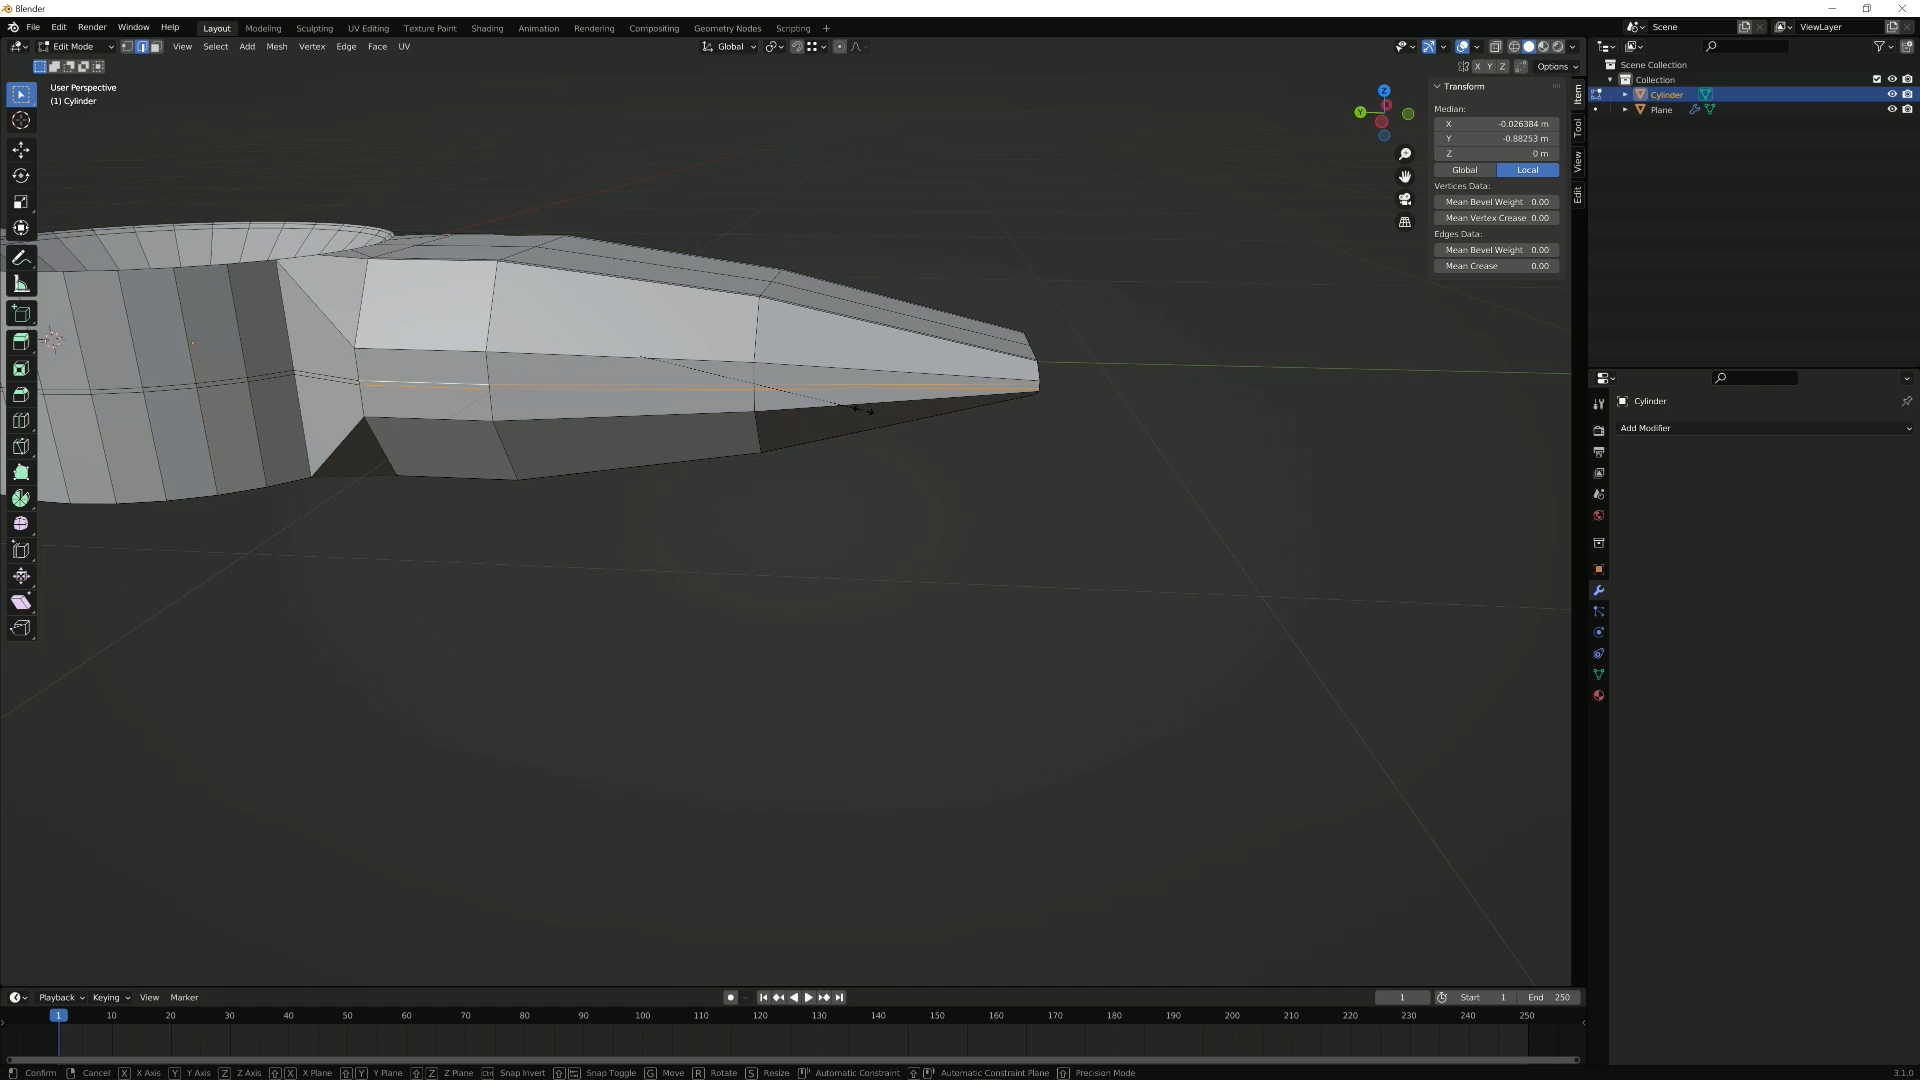 Blender
File Edit Render Window Help Layout Modeling Sculpting UV Editing Texture Paint Shading Animation Rendering Compositing Geometry Nodes Scripting + Scene ViewLayer
Edit Mode View Select Add Mesh Vertex Edge Face UV Global
X Y Z Options
User Perspective
(1) Cylinder
Z
Y
X
Transform
Median:
X -0.026384 m
Y -0.88253 m
Z 0 m
Global Local
Vertices Data:
Mean Bevel Weight 0.00
Mean Vertex Crease 0.00
Edges Data:
Mean Bevel Weight 0.00
Mean Crease 0.00
Item
Tool
View
Edit
Scene Collection
Collection
Cylinder
Plane
Cylinder
Add Modifier
Playback Keying View Marker 1 Start 1 End 250
1 10 20 30 40 50 60 70 80 90 100 110 120 130 140 150 160 170 180 190 200 210 220 230 240 250
Confirm Cancel X X Axis Y Y Axis Z Z Axis X X Plane Y Y Plane Z Z Plane Ctrl Snap Invert Snap Toggle G Move R Rotate S Resize Automatic Constraint Automatic Constraint Plane Precision Mode 3.1.0